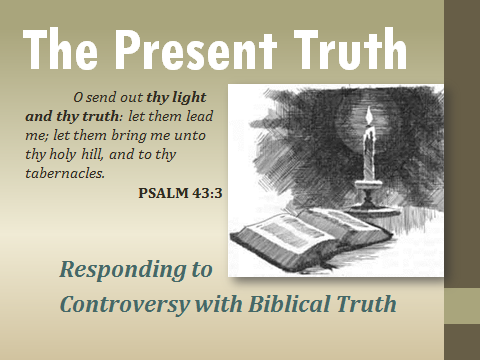 The Present Truth
O send out thy light
and thy truth: let them lead
me; let them bring me unto
thy holy hill, and to thy
tabernacles.
PSALM 43:3
Responding to
Controversy with Biblical Truth